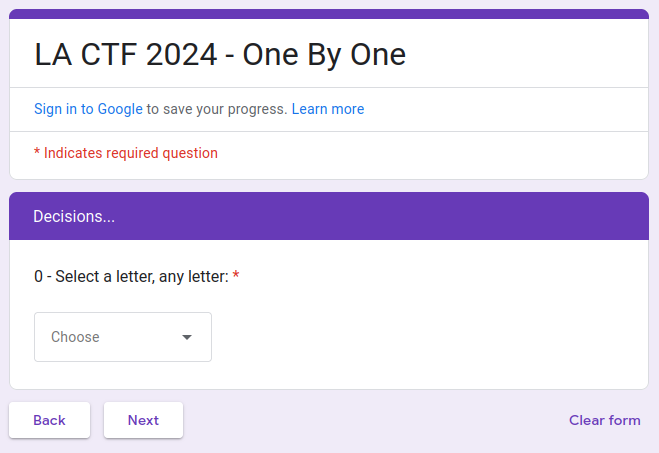 LA CTF 2024 - One By One
Sign in to Google to save your progress. Learn more
* Indicates required question
Decisions...
0 - Select a letter, any letter: *
Choose
Back Next Clear form